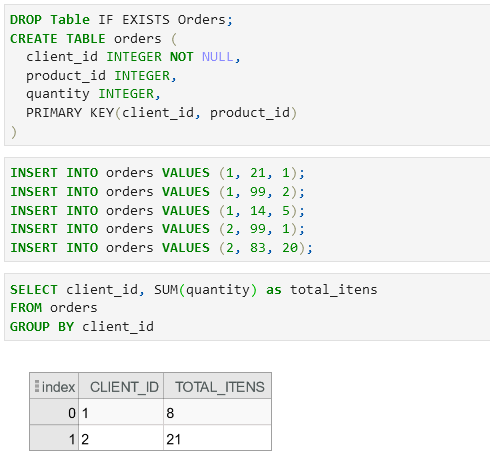 DROP Table IF EXISTS Orders;
CREATE TABLE orders (
client_id INTEGER NOT NULL,
product_id INTEGER,
quantity INTEGER,
PRIMARY KEY(client_id, product_id)
)
INSERT INTO orders VALUES (1, 21, 1);
INSERT INTO orders VALUES (1, 99, 2);
INSERT INTO orders VALUES (1, 14, 5);
INSERT INTO orders VALUES (2, 99, 1);
INSERT INTO orders VALUES (2, 83, 20);
SELECT client_id, SUM(quantity) as total_itens
FROM orders
GROUP BY client_id
index CLIENT_ID TOTAL_ITENS
0 1 8
1 2 21